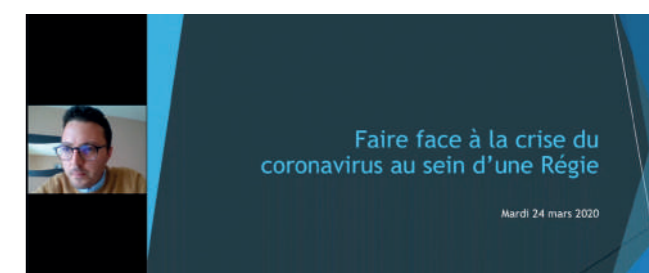 Faire face à la crise du
coronavirus au sein d'une Régie
Mardi 24 mars 2020